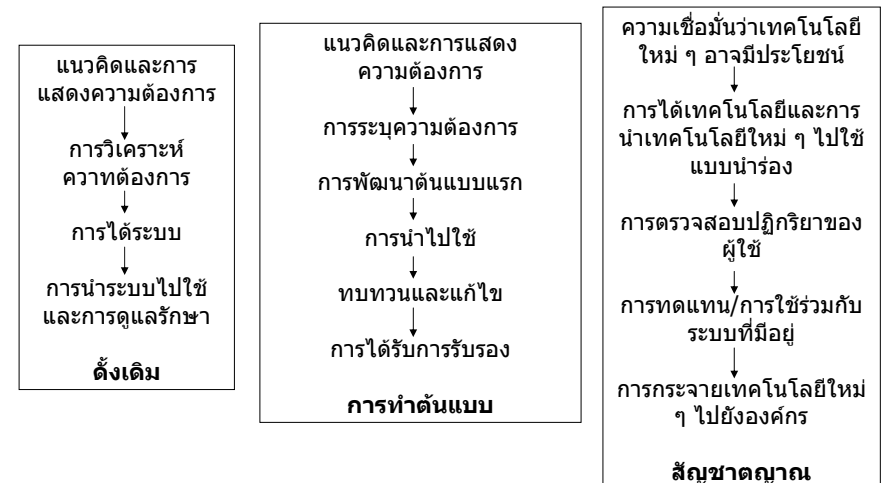 แนวคิดและการ
แสดงความต้องการ
การวิเคราะห์
ควาทต้องการ
การได้ระบบ
การนำระบบไปใช้
และการดูแลรักษา
ดั้งเดิม
แนวคิดและการแสดง
ความต้องการ
การระบุความต้องการ
การพัฒนาต้นแบบแรก
การนำไปใช้
ทบทวนและแก้ไข
การได้รับการรับรอง
การทำต้นแบบ
ความเชื่อมั่นว่าเทคโนโลยี
ใหม่ ๆ อาจมีประโยชน์
การได้เทคโนโลยีและการ
นำเทคโนโลยีใหม่ ๆ ไปใช้
แบบนำร่อง
การตรวจสอบปฏิกริยาของ
ผู้ใช้
การทดแทน/การใช้ร่วมกับ
ระบบที่มีอยู่
การกระจายเทคโนโลยีใหม่
ๆ ไปยังองค์กร
สัญชาตญาณ